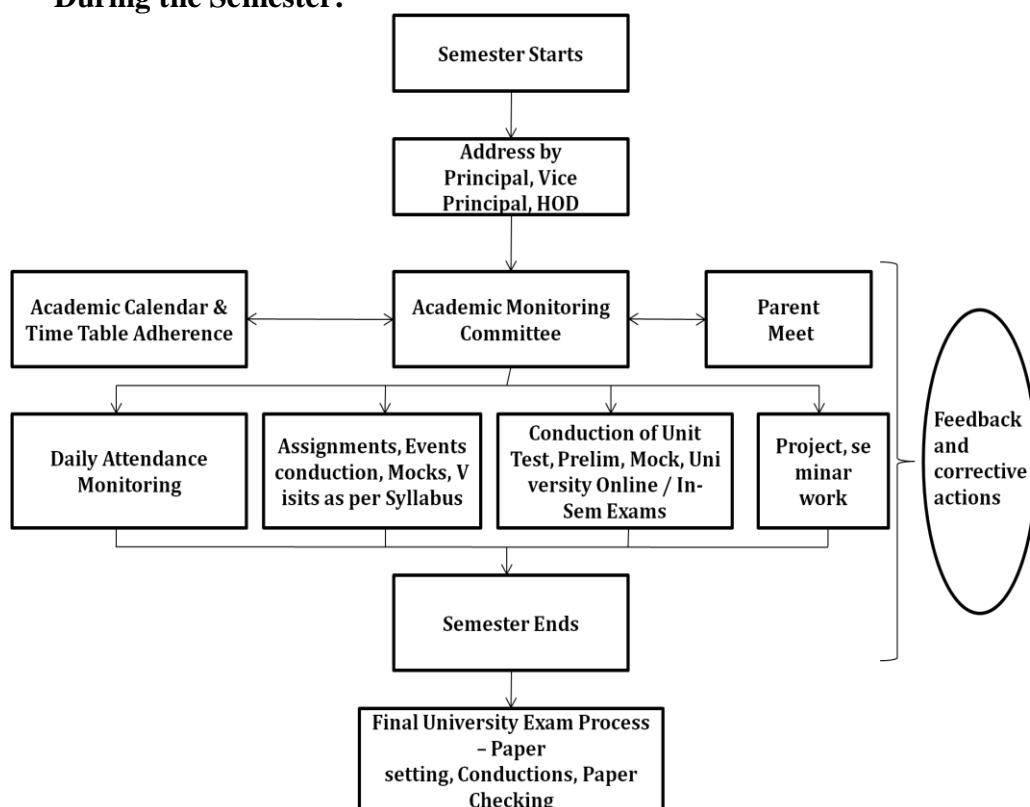 During the Semester:
Semester Starts
Address by
Principal, Vice
Principal, HOD
Academic Calendar &
Time Table Adherence
Academic Monitoring
Committee
Parent
Meet
Daily Attendance
Monitoring
Assignments, Events
conduction, Mocks, V
isits as per Syllabus
Conduction of Unit
Test, Prelim, Mock, Uni
versity Online / In-
Sem Exams
Project, se
minar
work
Feedback
and
corrective
actions
Semester Ends
Final University Exam Process
– Paper
setting, Conductions, Paper
Checking